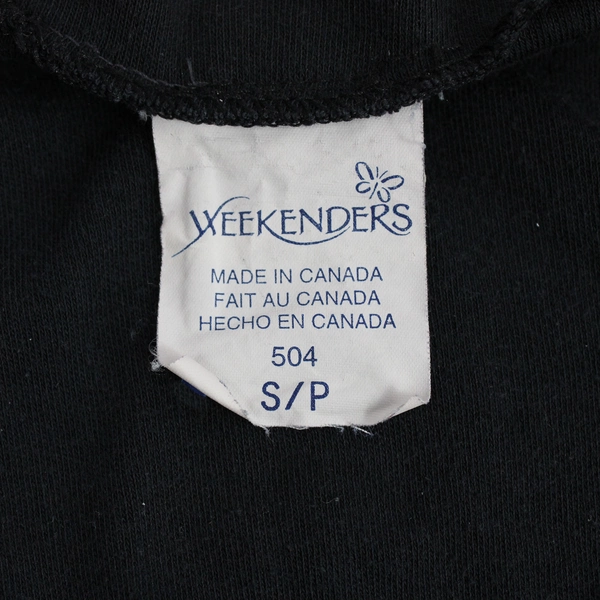 WEEKENDERS
MADE IN CANADA
FAIT AU CANADA
HECHO EN CANADA
504
S/P